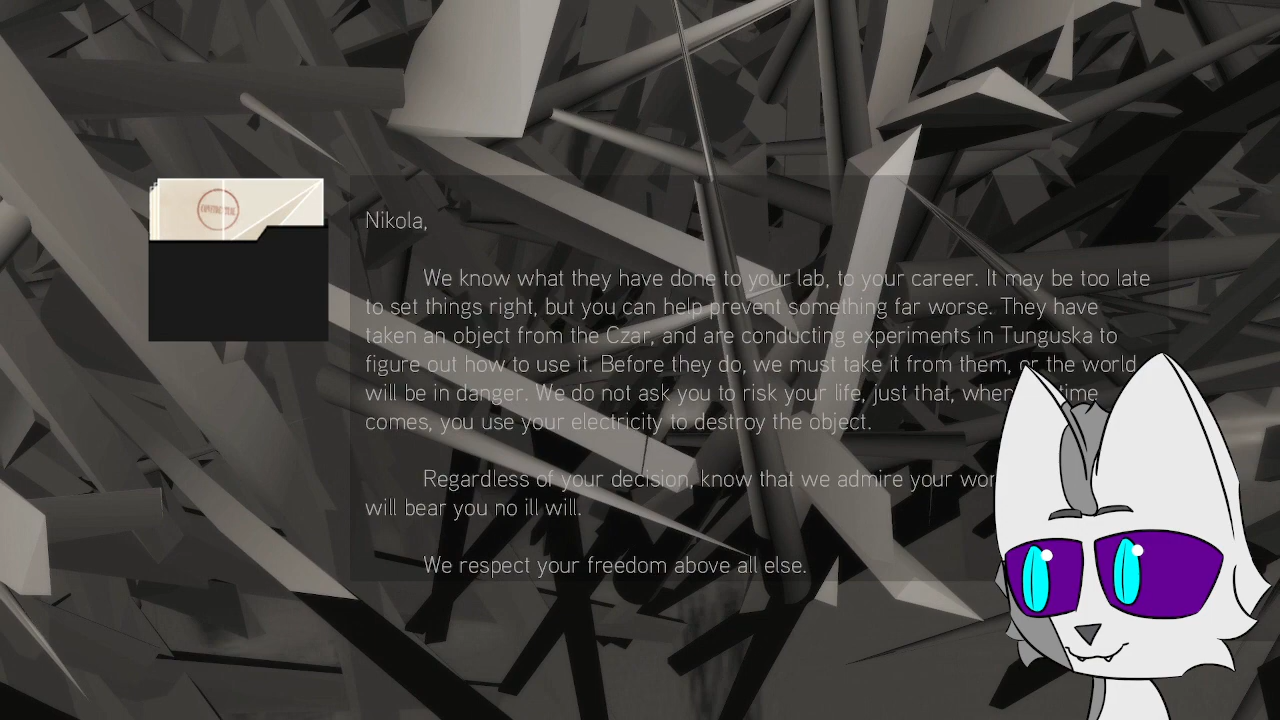 CONFIDENTIAL
Nikola,
We know what they have done to your lab, to your career. It may be too late
to set things right, but you can help prevent something far worse. They have
taken an object from the Czar, and are conducting experiments in Tunguska to
figure out how to use it. Before they do, we must take it from them, or the world
will be in danger. We do not ask you to risk your life, just that, when time
comes, you use your electricity to destroy the object.
Regardless of your decision, know that we admire your
will bear you no ill will.
We respect your freedom above all else.